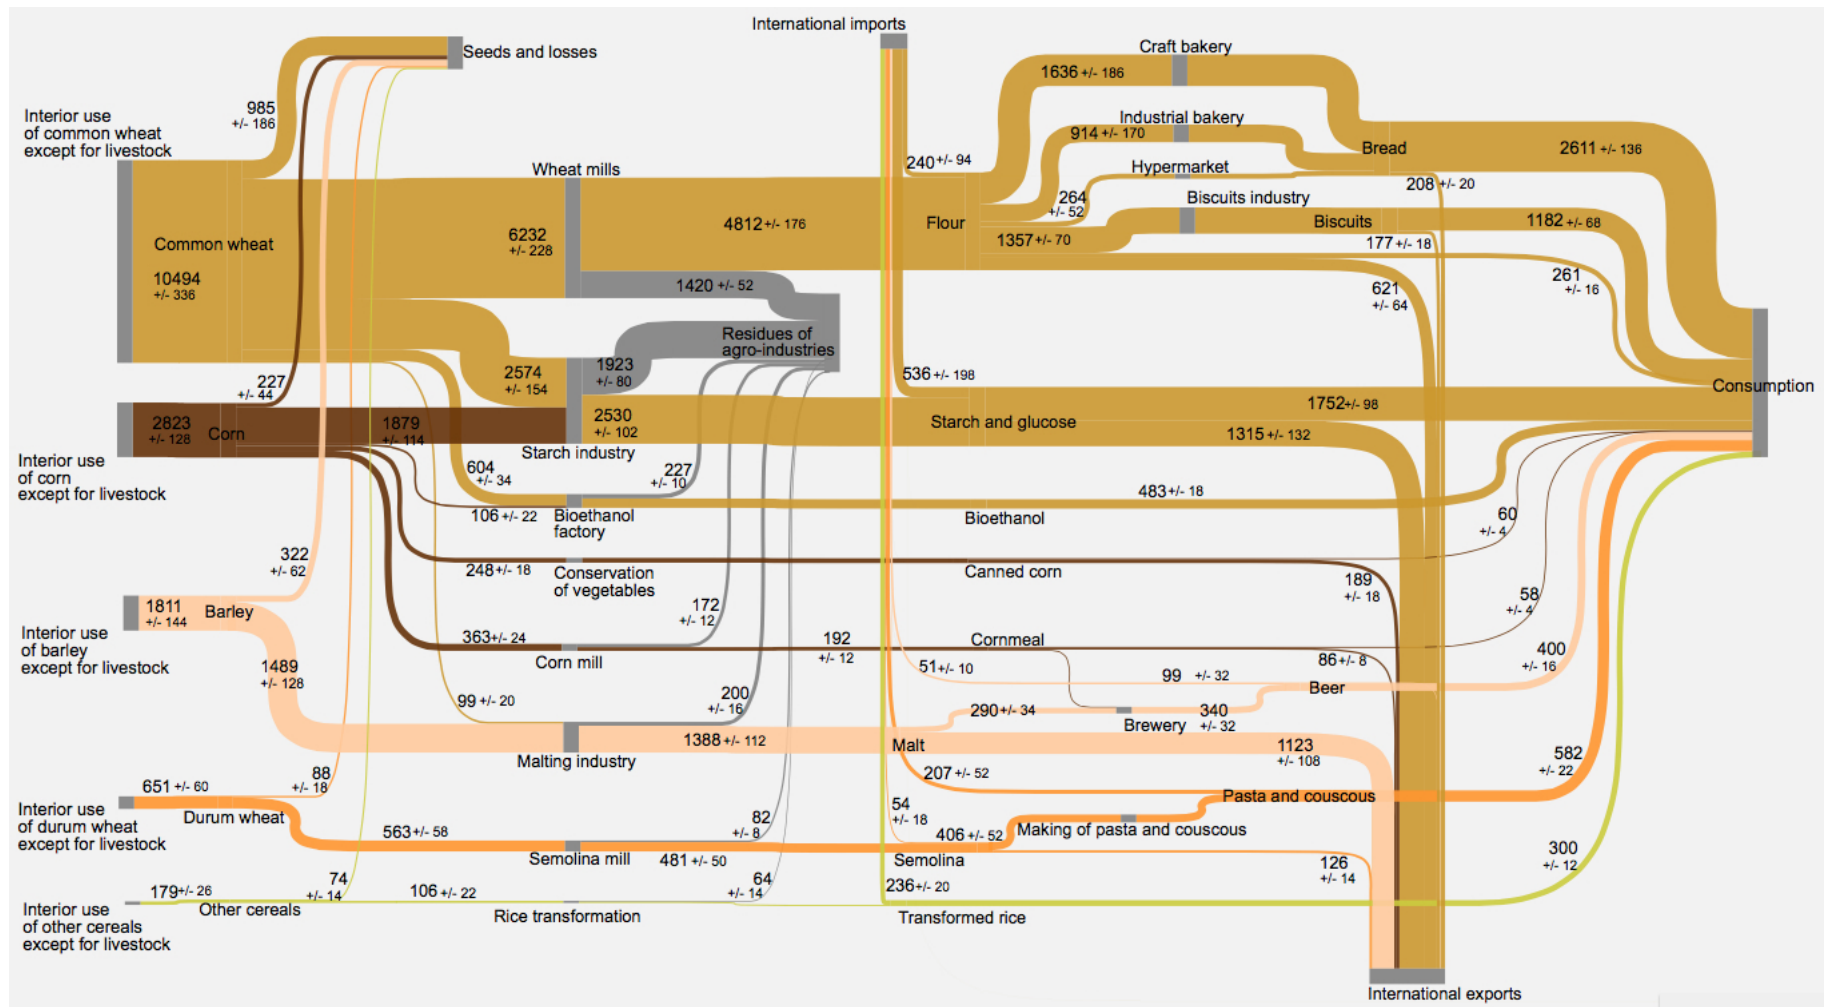 International imports
Craft bakery
Seeds and losses
1636 +/- 186
985
+/- 186
Interior use
of common wheat
except for livestock
Industrial bakery
914 +/- 170
Bread
2611 +/- 136
Wheat mills
240 +/- 94
Hypermarket
208 +/- 20
264
+/- 52
Biscuits industry
Flour
4812 +/- 176
Biscuits
1182 +/- 68
6232
+/- 228
1357 +/- 70
177 +/- 18
Common wheat
10494
+/- 336
1420 +/- 52
261
+/- 16
621
+/- 64
Residues of
agro-industries
2574
+/- 154
1923
+/- 80
536 +/- 198
Consumption
227
+/- 44
1752+/- 98
2823
+/- 128
Corn
1879
+/- 114
2530
+/- 102
Starch and glucose
1315 +/- 132
Starch industry
Interior use
of corn
except for livestock
604
+/- 34
227
+/- 10
483 +/- 18
106 +/- 22
Bioethanol
factory
Bioethanol
60
+/- 4
322
+/- 62
248 +/- 18
Conservation
of vegetables
Canned corn
189
+/- 18
1811
+/- 144
Barley
172
+/- 12
58
+/- 4
Interior use
of barley
except for livestock
363+/- 24
192
+/- 12
Cornmeal
Corn mill
86 +/- 8
400
+/- 16
1489
+/- 128
51 +/- 10
99 +/- 32
Beer
99 +/- 20
200
+/- 16
290 +/- 34
Brewery
340
+/- 32
1388 +/- 112
Malt
1123
+/- 108
Malting industry
582
+/- 22
651 +/- 60
88
+/- 18
207 +/- 52
Pasta and couscous
Interior use
of durum wheat
except for livestock
Durum wheat
54
+/- 18
563 +/- 58
82
+/- 8
406 +/- 52
Making of pasta and couscous
Semolina mill
481 +/- 50
Semolina
126
+/- 14
300
+/- 12
179+/- 26
74
+/- 14
106 +/- 22
64
+/- 14
236+/- 20
Interior use
of other cereals
except for livestock
Other cereals
Rice transformation
Transformed rice
International exports